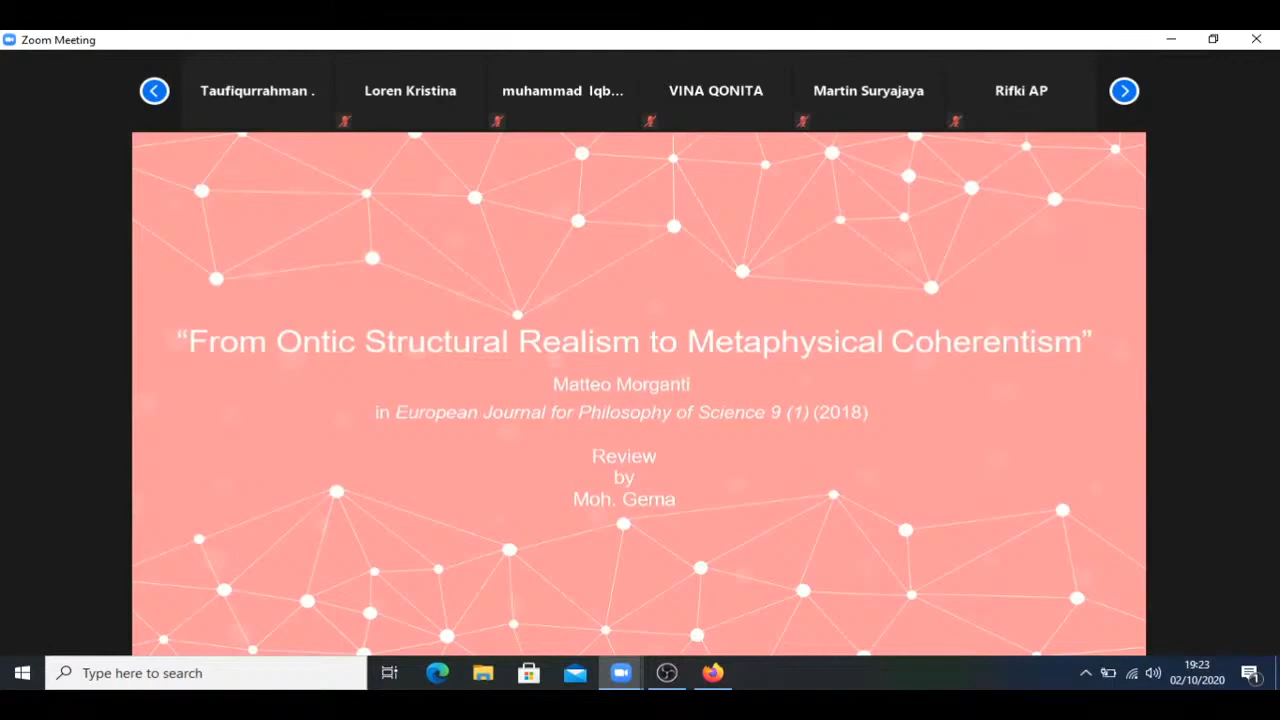 Zoom Meeting
Taufiqurrahman .
Loren Kristina
muhammad Iqb...
VINA QONITA
Martin Suryajaya
Rifki AP
“From Ontic Structural Realism to Metaphysical Coherentism”
Matteo Morganti
in European Journal for Philosophy of Science 9 (1) (2018)
Review
by
Moh. Gema
Type here to search
19:23
02/10/2020
1